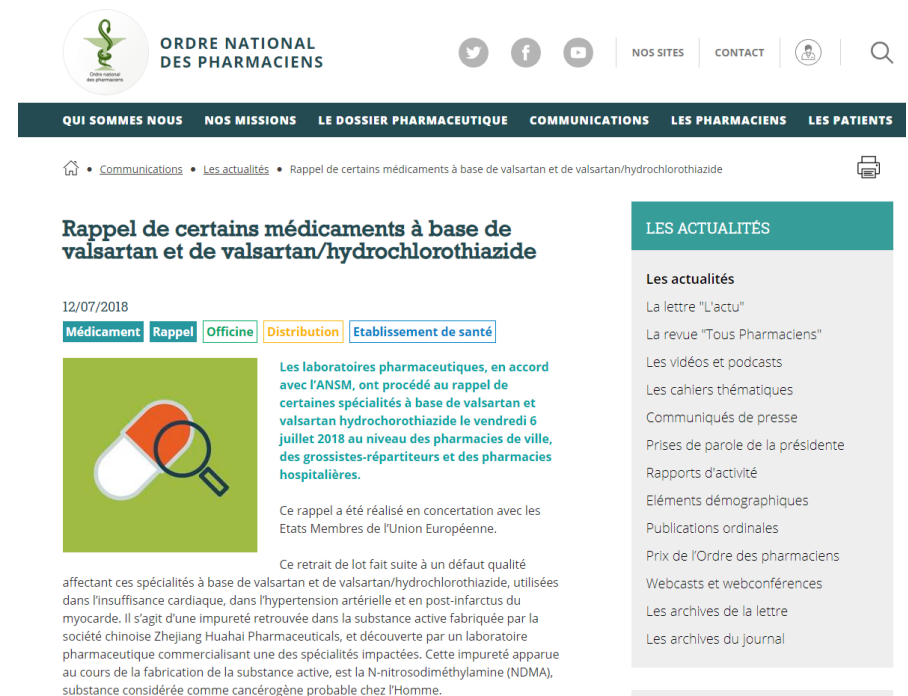 ORDRE NATIONAL
DES PHARMACIENS
Ordre national
des pharmaciens
NOS SITES
CONTACT
QUI SOMMES NOUS
NOS MISSIONS
LE DOSSIER PHARMACEUTIQUE
COMMUNICATIONS
LES PHARMACIENS
LES PATIENTS
Communications • Les actualités • Rappel de certains médicaments à base de valsartan et de valsartan/hydrochlorothiazide
Rappel de certains médicaments à base de
valsartan et de valsartan/hydrochlorothiazide
12/07/2018
Médicament Rappel Officine Distribution Etablissement de santé
Les laboratoires pharmaceutiques, en accord
avec l'ANSM, ont procédé au rappel de
certaines spécialités à base de valsartan et
valsartan hydrochorothiazide le vendredi 6
juillet 2018 au niveau des pharmacies de ville,
des grossistes-répartiteurs et des pharmacies
hospitalières.
Ce rappel a été réalisé en concertation avec les
Etats Membres de l'Union Européenne.
Ce retrait de lot fait suite à un défaut qualité
affectant ces spécialités à base de valsartan et de valsartan/hydrochlorothiazide, utilisées
dans l'insuffisance cardiaque, dans l'hypertension artérielle et en post-infarctus du
myocarde. Il s'agit d'une impureté retrouvée dans la substance active fabriquée par la
société chinoise Zhejiang Huahai Pharmaceuticals, et découverte par un laboratoire
pharmaceutique commercialisant une des spécialités impactées. Cette impureté apparue
au cours de la fabrication de la substance active, est la N-nitrosodiméthylamine (NDMA),
substance considérée comme cancérogène probable chez l'Homme.
LES ACTUALITÉS
Les actualités
La lettre "L'actu"
La revue "Tous Pharmaciens"
Les vidéos et podcasts
Les cahiers thématiques
Communiqués de presse
Prises de parole de la présidente
Rapports d'activité
Eléments démographiques
Publications ordinales
Prix de l'Ordre des pharmaciens
Webcasts et webconférences
Les archives de la lettre
Les archives du journal